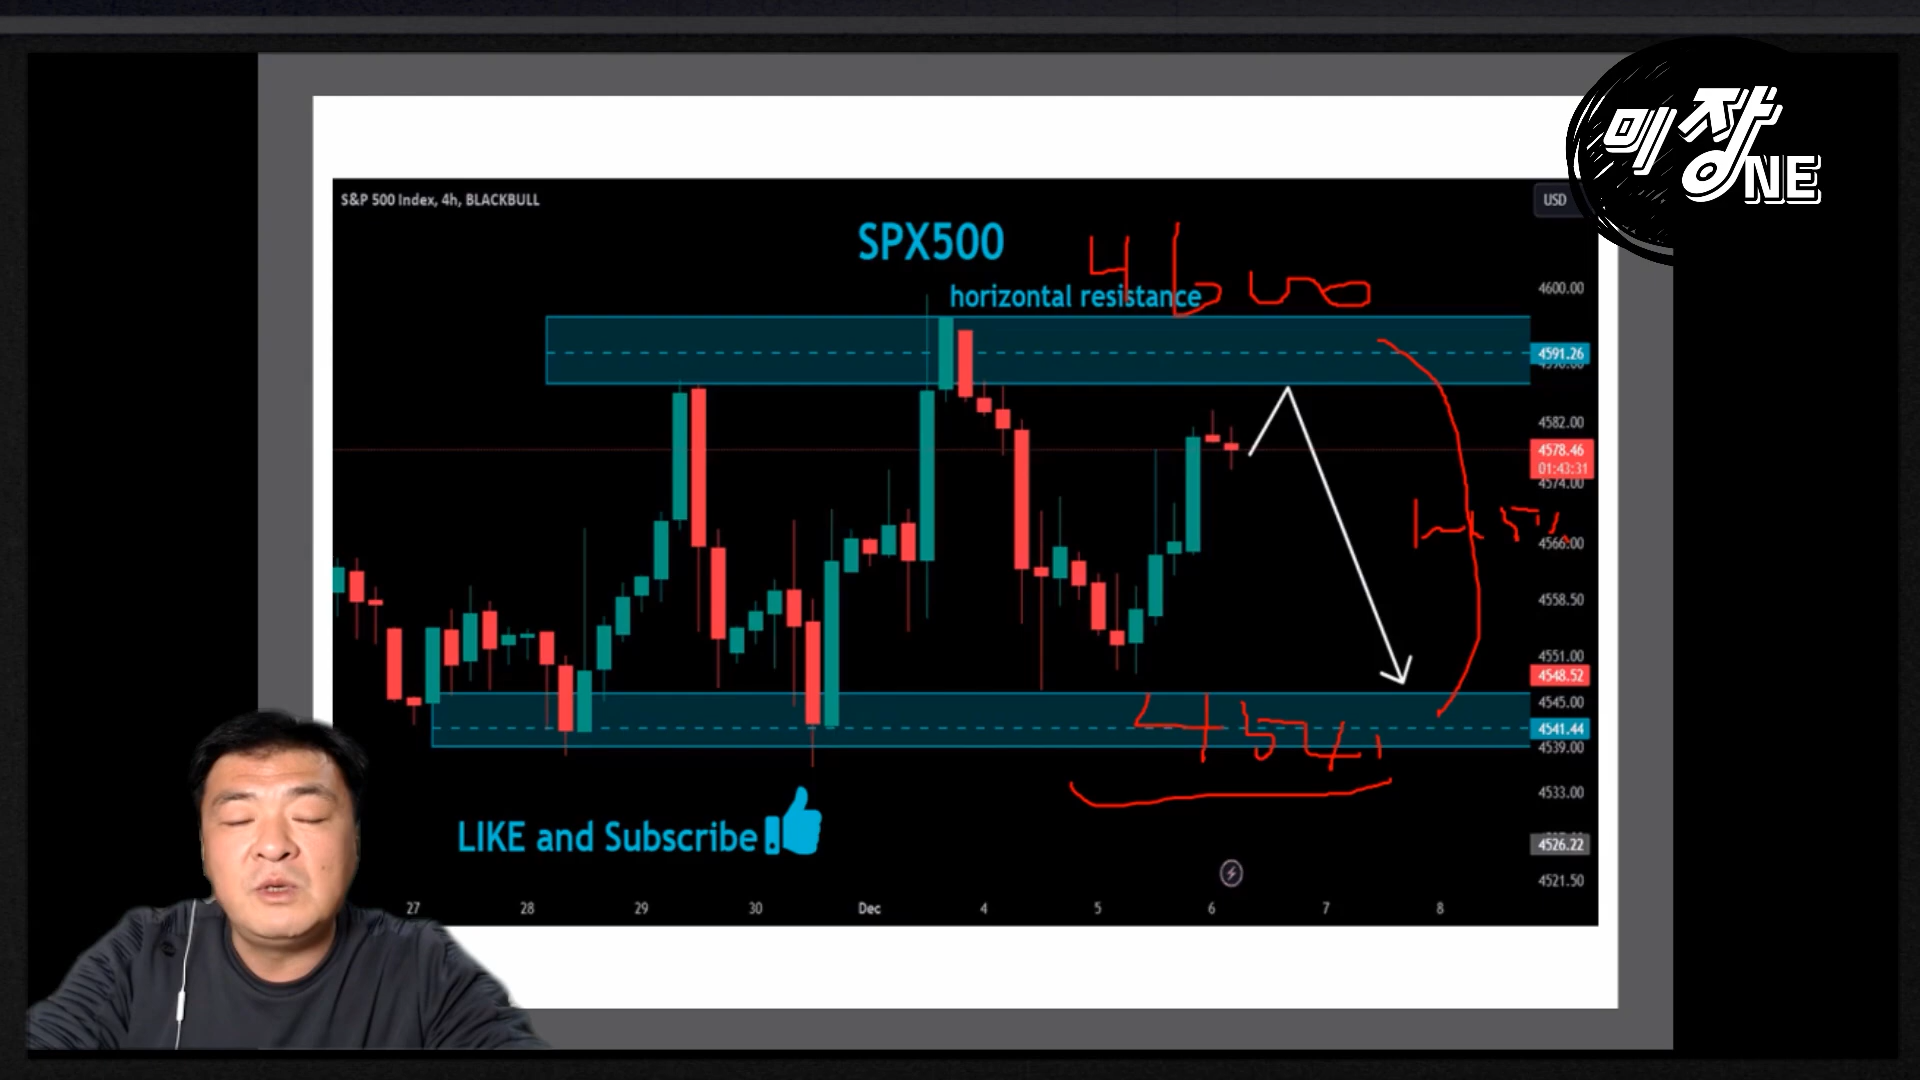 미장NE
S&P 500 Index, 4h, BLACKBULL
USD
SPX500
4600
horizontal resistance
4600.00
4591.26
4582.00
4578.46
01:43:31
4574.00
4566.00
4558.50
4551.00
4548.52
4545.00
4541.44
4539.00
4541
4533.00
LIKE and Subscribe
4526.22
4521.50
27 28 29 30 Dec 4 5 6 7 8